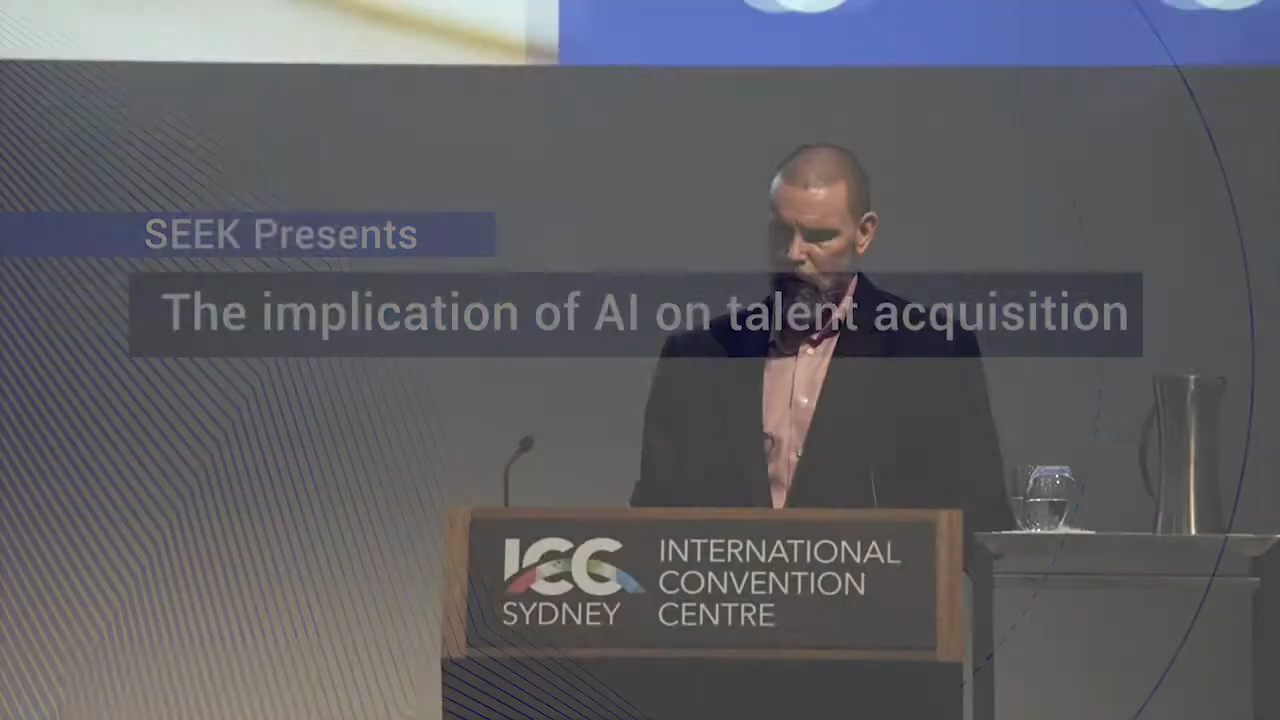 SEEK Presents
The implication of AI on talent acquisition
ICC
SYDNEY
INTERNATIONAL
CONVENTION
CENTRE